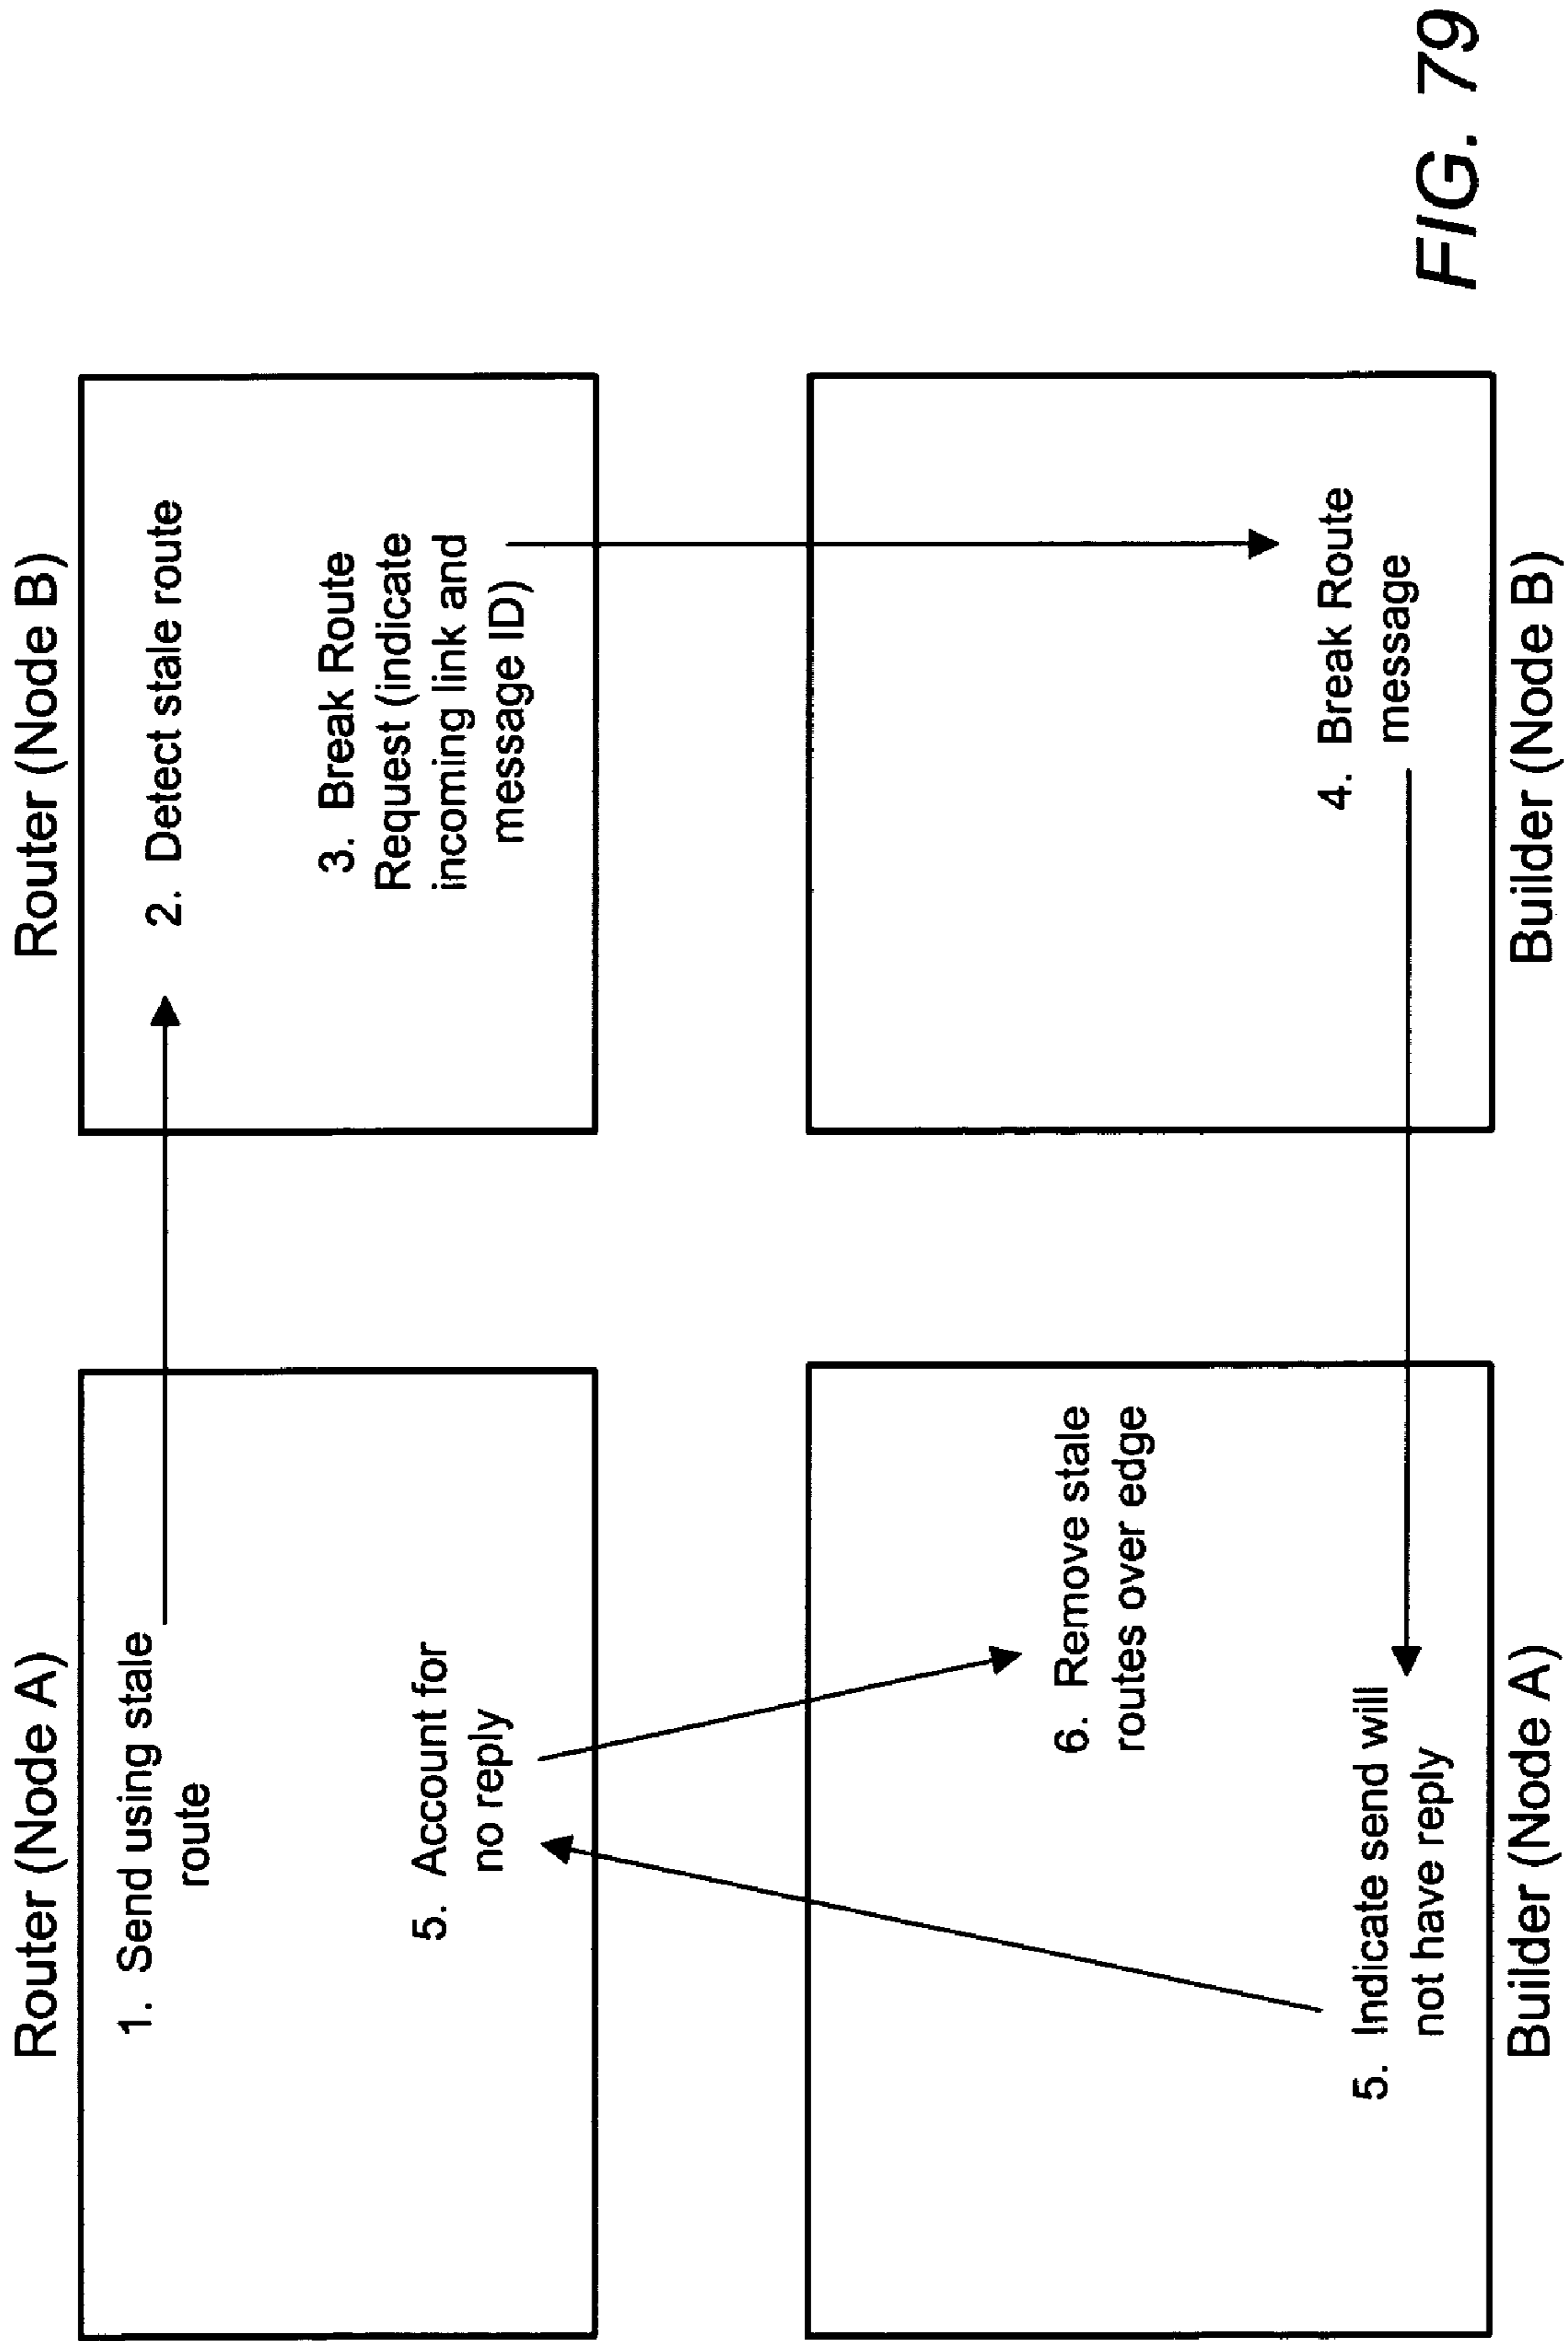 Router (Node A)
1. Send using stale
route
5. Account for
no reply
Router (Node B)
2. Detect stale route
3. Break Route
Request (indicate
incoming link and
message ID)
6. Remove stale
routes over edge
5. Indicate send will
not have reply
Builder (Node A)
4. Break Route
message
Builder (Node B)
FIG. 79